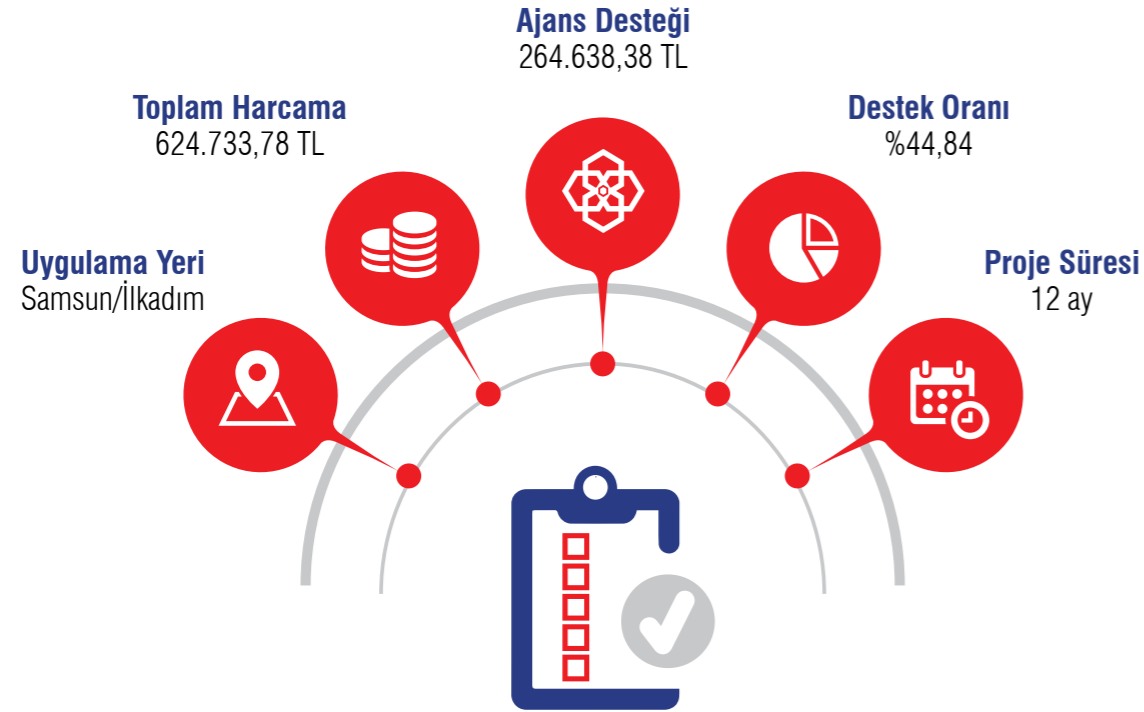 Ajans Desteği
264.638,38 TL
Toplam Harcama
624.733,78 TL
Destek Oranı
%44,84
Uygulama Yeri
Samsun/İlkadım
Proje Süresi
12 ay